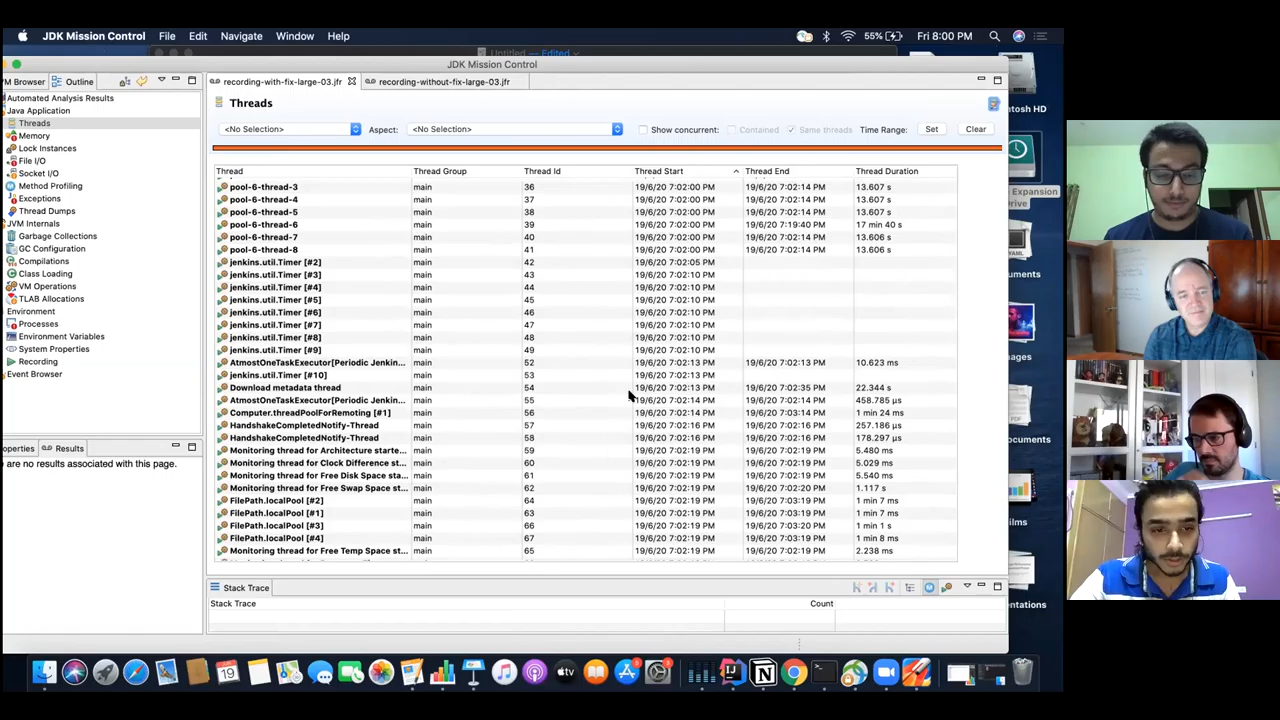 JDK Mission Control File Edit Navigate Window Help 55% Fri 8:00 PM
Untitled — Edited
JDK Mission Control
VM Browser Outline
recording-with-fix-large-03.jfr recording-without-fix-large-03.jfr
Automated Analysis Results
Java Application
Threads
Memory
Lock Instances
File I/O
Socket I/O
Method Profiling
Exceptions
Thread Dumps
JVM Internals
Garbage Collections
GC Configuration
Compilations
Class Loading
VM Operations
TLAB Allocations
Environment
Processes
Environment Variables
System Properties
Recording
Event Browser
operties Results
are no results associated with this page.
Threads
<No Selection> Aspect: <No Selection> Show concurrent: Contained Same threads Time Range: Set Clear
Thread Thread Group Thread Id Thread Start Thread End Thread Duration
pool-6-thread-3 main 36 19/6/20 7:02:00 PM 19/6/20 7:02:14 PM 13.607 s
pool-6-thread-4 main 37 19/6/20 7:02:00 PM 19/6/20 7:02:14 PM 13.607 s
pool-6-thread-5 main 38 19/6/20 7:02:00 PM 19/6/20 7:02:14 PM 13.607 s
pool-6-thread-6 main 39 19/6/20 7:02:00 PM 19/6/20 7:19:40 PM 17 min 40 s
pool-6-thread-7 main 40 19/6/20 7:02:00 PM 19/6/20 7:02:14 PM 13.606 s
pool-6-thread-8 main 41 19/6/20 7:02:00 PM 19/6/20 7:02:14 PM 13.606 s
jenkins.util.Timer [#2] main 42 19/6/20 7:02:05 PM
jenkins.util.Timer [#3] main 43 19/6/20 7:02:10 PM
jenkins.util.Timer [#4] main 44 19/6/20 7:02:10 PM
jenkins.util.Timer [#5] main 45 19/6/20 7:02:10 PM
jenkins.util.Timer [#6] main 46 19/6/20 7:02:10 PM
jenkins.util.Timer [#7] main 47 19/6/20 7:02:10 PM
jenkins.util.Timer [#8] main 48 19/6/20 7:02:10 PM
jenkins.util.Timer [#9] main 49 19/6/20 7:02:10 PM
AtmostOneTaskExecutor[Periodic Jenkin... main 52 19/6/20 7:02:13 PM 19/6/20 7:02:13 PM 10.623 ms
jenkins.util.Timer [#10] main 53 19/6/20 7:02:13 PM
Download metadata thread main 54 19/6/20 7:02:13 PM 19/6/20 7:02:35 PM 22.344 s
AtmostOneTaskExecutor[Periodic Jenkin... main 55 19/6/20 7:02:14 PM 19/6/20 7:02:14 PM 458.785 µs
Computer.threadPoolForRemoting [#1] main 56 19/6/20 7:02:14 PM 19/6/20 7:03:14 PM 1 min 24 ms
HandshakeCompletedNotify-Thread main 57 19/6/20 7:02:16 PM 19/6/20 7:02:16 PM 257.186 µs
HandshakeCompletedNotify-Thread main 58 19/6/20 7:02:16 PM 19/6/20 7:02:16 PM 178.297 µs
Monitoring thread for Architecture starte... main 59 19/6/20 7:02:19 PM 19/6/20 7:02:19 PM 5.480 ms
Monitoring thread for Clock Difference st... main 60 19/6/20 7:02:19 PM 19/6/20 7:02:19 PM 5.029 ms
Monitoring thread for Free Disk Space sta... main 61 19/6/20 7:02:19 PM 19/6/20 7:02:19 PM 5.540 ms
Monitoring thread for Free Swap Space st... main 62 19/6/20 7:02:19 PM 19/6/20 7:02:20 PM 1.117 s
FilePath.localPool [#2] main 64 19/6/20 7:02:19 PM 19/6/20 7:03:19 PM 1 min 7 ms
FilePath.localPool [#1] main 63 19/6/20 7:02:19 PM 19/6/20 7:03:19 PM 1 min 7 ms
FilePath.localPool [#3] main 66 19/6/20 7:02:19 PM 19/6/20 7:03:20 PM 1 min 1 s
FilePath.localPool [#4] main 67 19/6/20 7:02:19 PM 19/6/20 7:03:19 PM 1 min 8 ms
Monitoring thread for Free Temp Space st... main 65 19/6/20 7:02:19 PM 19/6/20 7:02:19 PM 2.238 ms
Stack Trace
Stack Trace Count
ntosh HD
Expansion
Drive
YAML
uments
nages
PDF
ocuments
ilms
entations